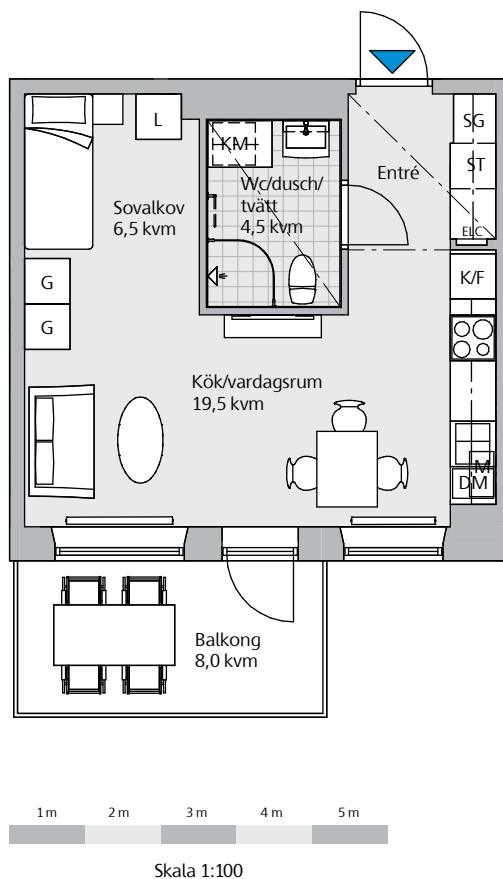 L
SG
KM
ST
Wc/dusch/
tvätt
4,5 kvm
Entré
Sovalkov
6,5 kvm
ELC
G
K/F
G
Kök/vardagsrum
19,5 kvm
M
DM
Balkong
8,0 kvm
1 m 2 m 3 m 4 m 5 m
Skala 1:100